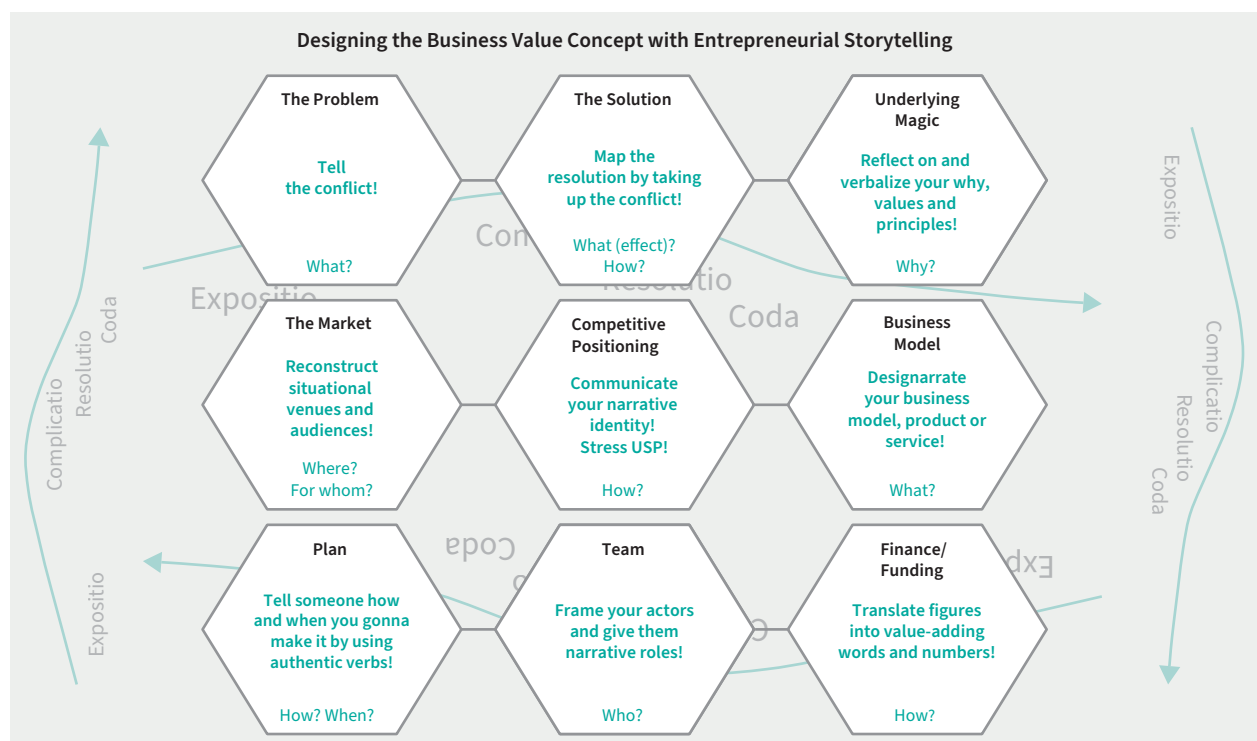 Designing the Business Value Concept with Entrepreneurial Storytelling
The Problem
Tell
the conflict!
What?
The Solution
Map the
resolution by taking
up the conflict!
What (effect)?
How?
Underlying
Magic
Reflect on and
verbalize your why,
values and
principles!
Why?
The Market
Reconstruct
situational
venues and
audiences!
Where?
For whom?
Competitive
Positioning
Communicate
your narrative
identity!
Stress USP!
How?
Business
Model
Designarrate
your business
model, product or
service!
What?
Plan
Tell someone how
and when you gonna
make it by using
authentic verbs!
How? When?
Team
Frame your actors
and give them
narrative roles!
Who?
Finance/
Funding
Translate figures
into value-adding
words and numbers!
How?
Expositio
Com
Resolutio
Coda
Expositio
Complicatio
Resolutio
Coda
Exp
Coda
Expositio
Complicatio
Resolutio
Coda